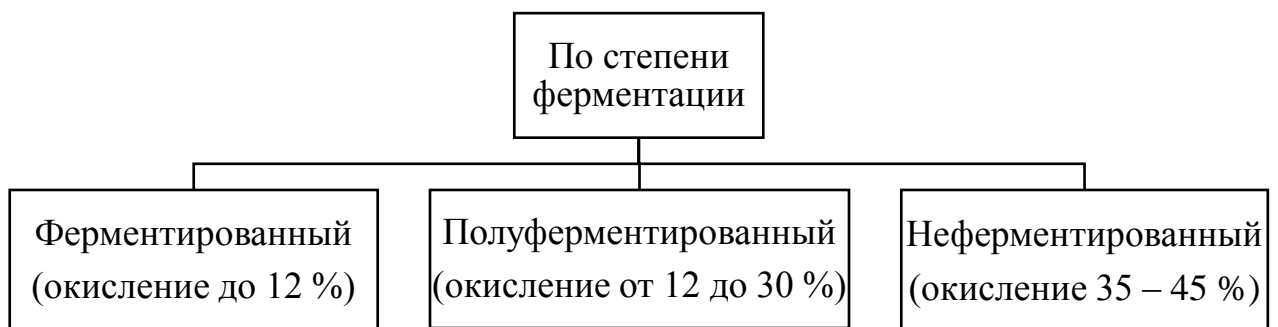 По степени
ферментации
Ферментированный
(окисление до 12 %)
Полуферментированный
(окисление от 12 до 30 %)
Неферментированный
(окисление 35 – 45 %)